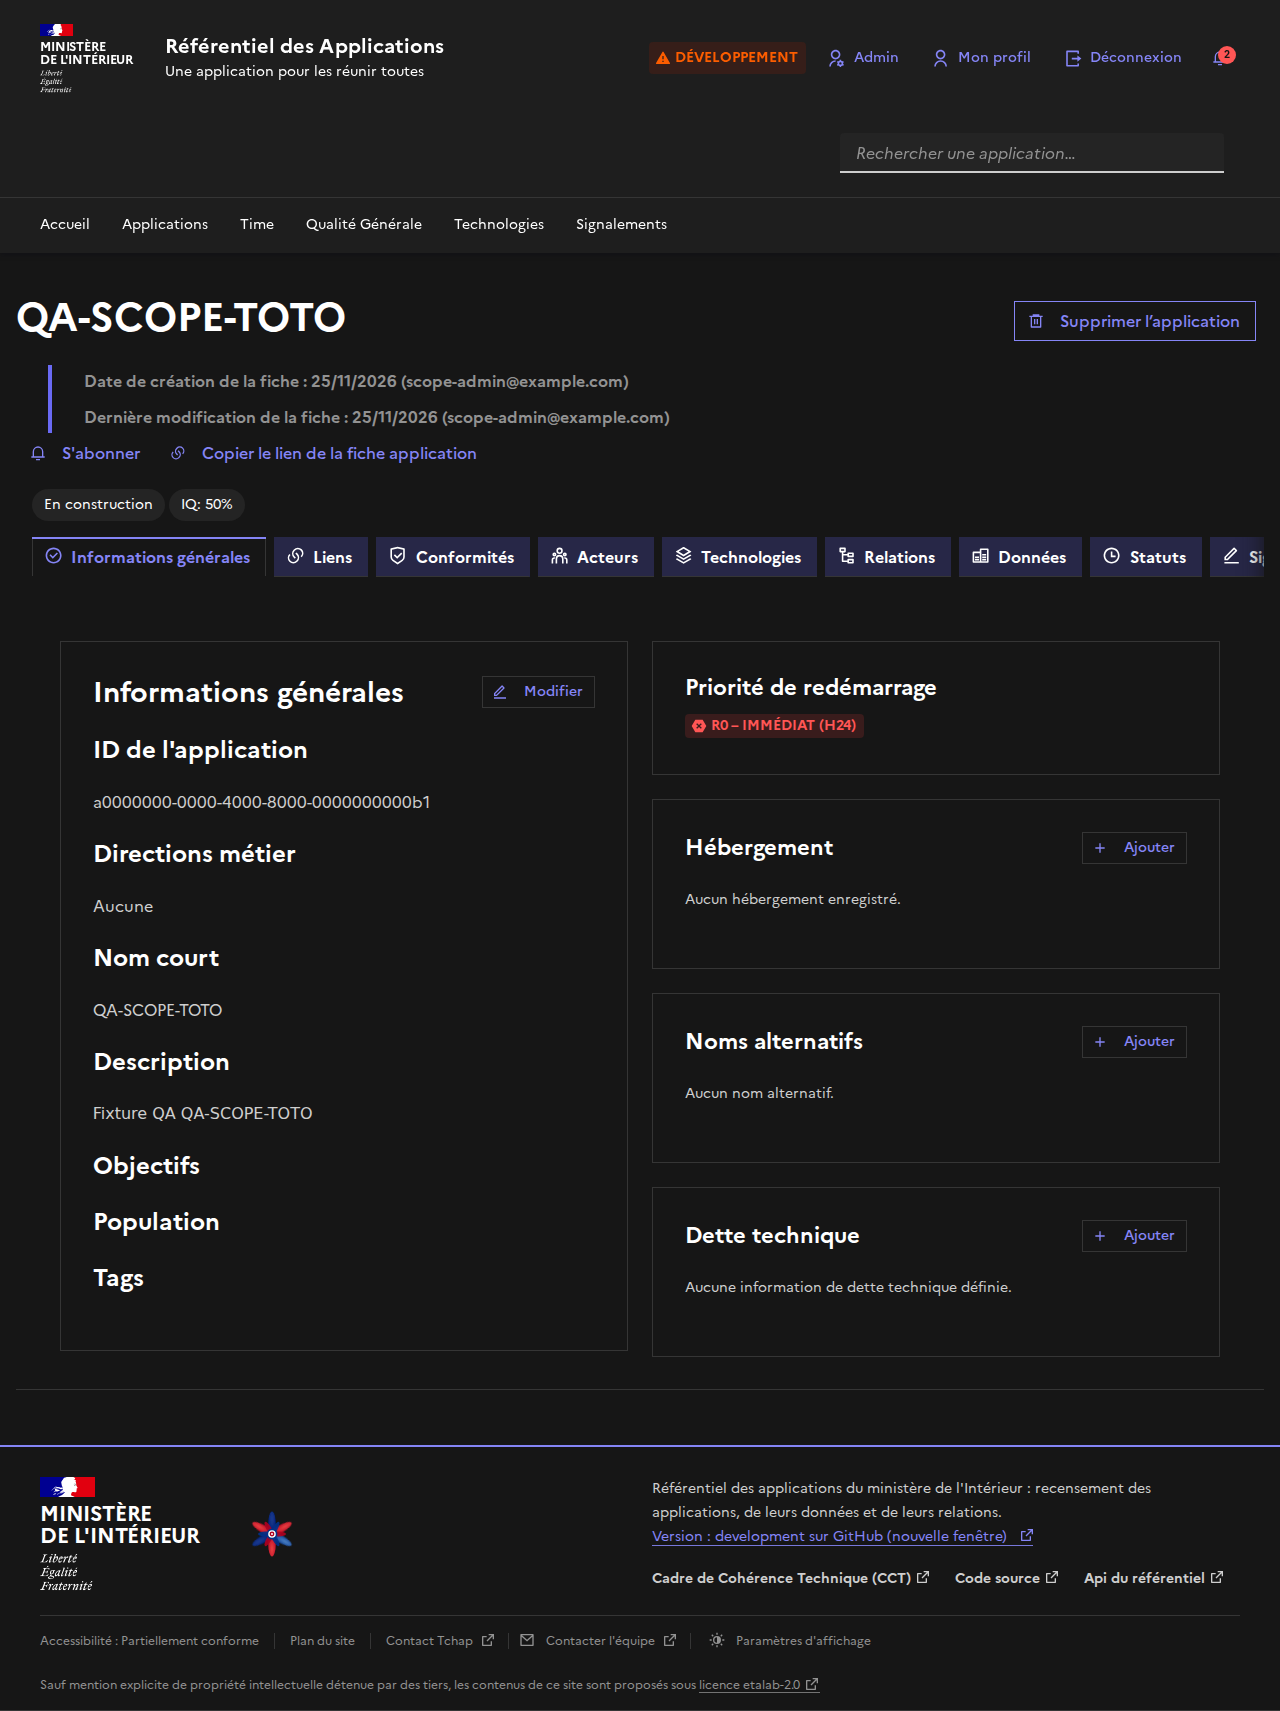 MINISTÈRE
DE L'INTÉRIEUR
Liberté
Égalité
Fraternité
Référentiel des Applications
Une application pour les réunir toutes
DÉVELOPPEMENT
Admin
Mon profil
Déconnexion
2
Rechercher une application...
Accueil
Applications
Time
Qualité Générale
Technologies
Signalements
QA-SCOPE-TOTO
Supprimer l’application
Date de création de la fiche : 25/11/2026 (scope-admin@example.com)
Dernière modification de la fiche : 25/11/2026 (scope-admin@example.com)
S'abonner
Copier le lien de la fiche application
En construction
IQ: 50%
Informations générales
Liens
Conformités
Acteurs
Technologies
Relations
Données
Statuts
Informations générales
Modifier
ID de l'application
a0000000-0000-4000-8000-0000000000b1
Directions métier
Aucune
Nom court
QA-SCOPE-TOTO
Description
Fixture QA QA-SCOPE-TOTO
Objectifs
Population
Tags
Priorité de redémarrage
R0 – IMMÉDIAT (H24)
Hébergement
Ajouter
Aucun hébergement enregistré.
Noms alternatifs
Ajouter
Aucun nom alternatif.
Dette technique
Ajouter
Aucune information de dette technique définie.
MINISTÈRE
DE L'INTÉRIEUR
Liberté
Égalité
Fraternité
Référentiel des applications du ministère de l'Intérieur : recensement des
applications, de leurs données et de leurs relations.
Version : development sur GitHub (nouvelle fenêtre)
Cadre de Cohérence Technique (CCT)
Code source
Api du référentiel
Accessibilité : Partiellement conforme
Plan du site
Contact Tchap
Contacter l'équipe
Paramètres d'affichage
Sauf mention explicite de propriété intellectuelle détenue par des tiers, les contenus de ce site sont proposés sous licence etalab-2.0